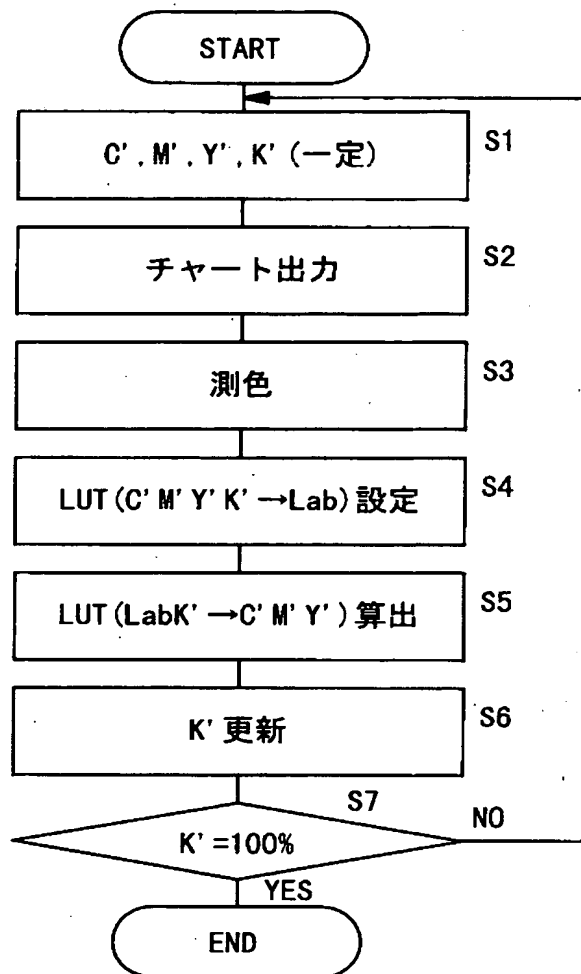 START
C', M', Y', K' (一定)
S1
チャート出力
S2
測色
S3
LUT(C'M'Y'K'→Lab)設定
S4
LUT(LabK'→C'M'Y')算出
S5
K'更新
S6
S7
K'=100%
NO
YES
END